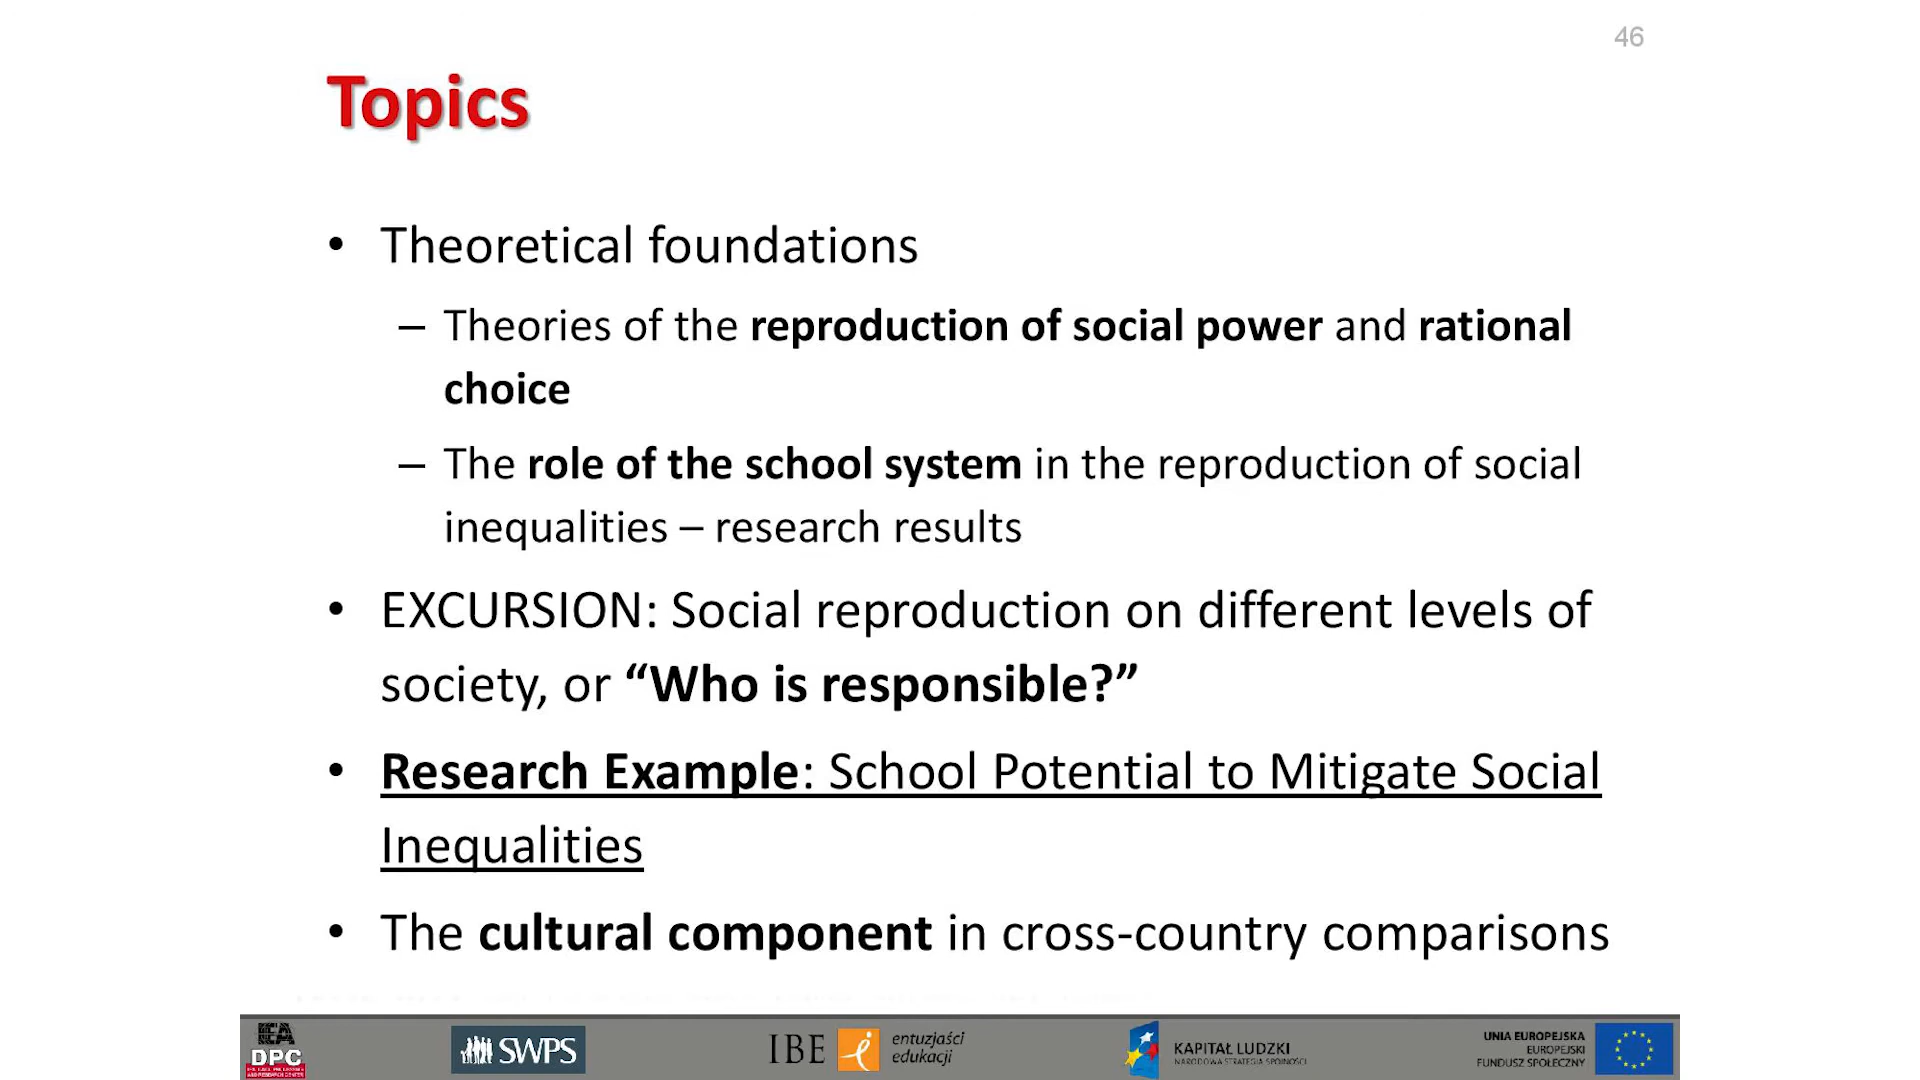 46
Topics
• Theoretical foundations
– Theories of the reproduction of social power and rational
choice
– The role of the school system in the reproduction of social
inequalities – research results
• EXCURSION: Social reproduction on different levels of
society, or “Who is responsible?”
• Research Example: School Potential to Mitigate Social
Inequalities
• The cultural component in cross-country comparisons
IEA
DPC
SWPS
IBE
entuzjaści
edukacji
KAPITAŁ LUDZKI
NARODOWA STRATEGIA SPÓJNOŚCI
UNIA EUROPEJSKA
EUROPEJSKI
FUNDUSZ SPOŁECZNY